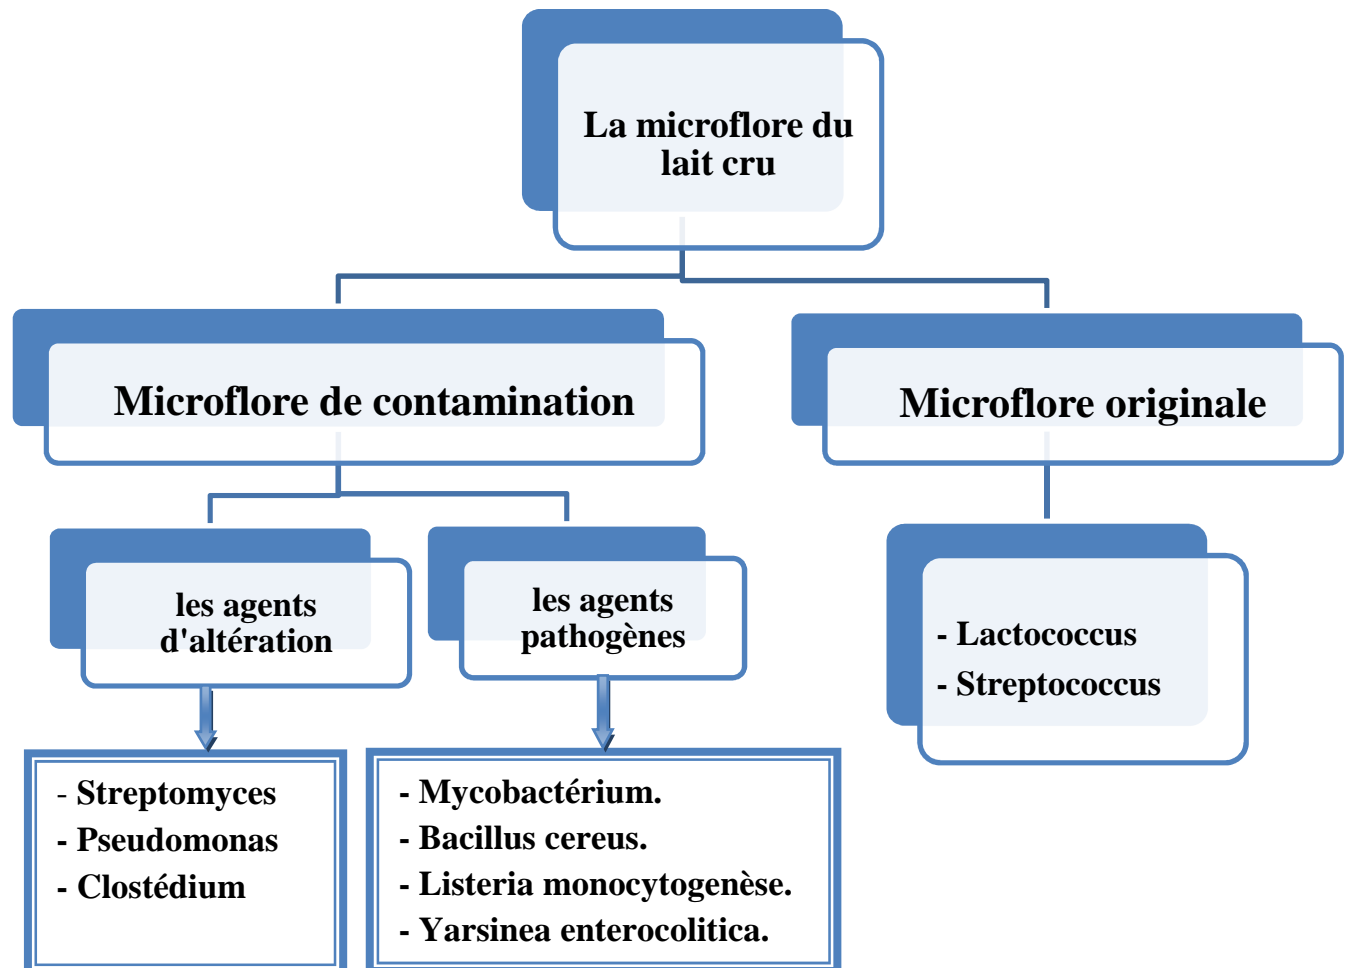 La microflore du
lait cru
Microflore de contamination
Microflore originale
les agents
d'altération
les agents
pathogènes
- Lactococcus
- Streptococcus
- Streptomyces
- Pseudomonas
- Clostédium
- Mycobactérium.
- Bacillus cereus.
- Listeria monocytogenèse.
- Yarsinea enterocolitica.